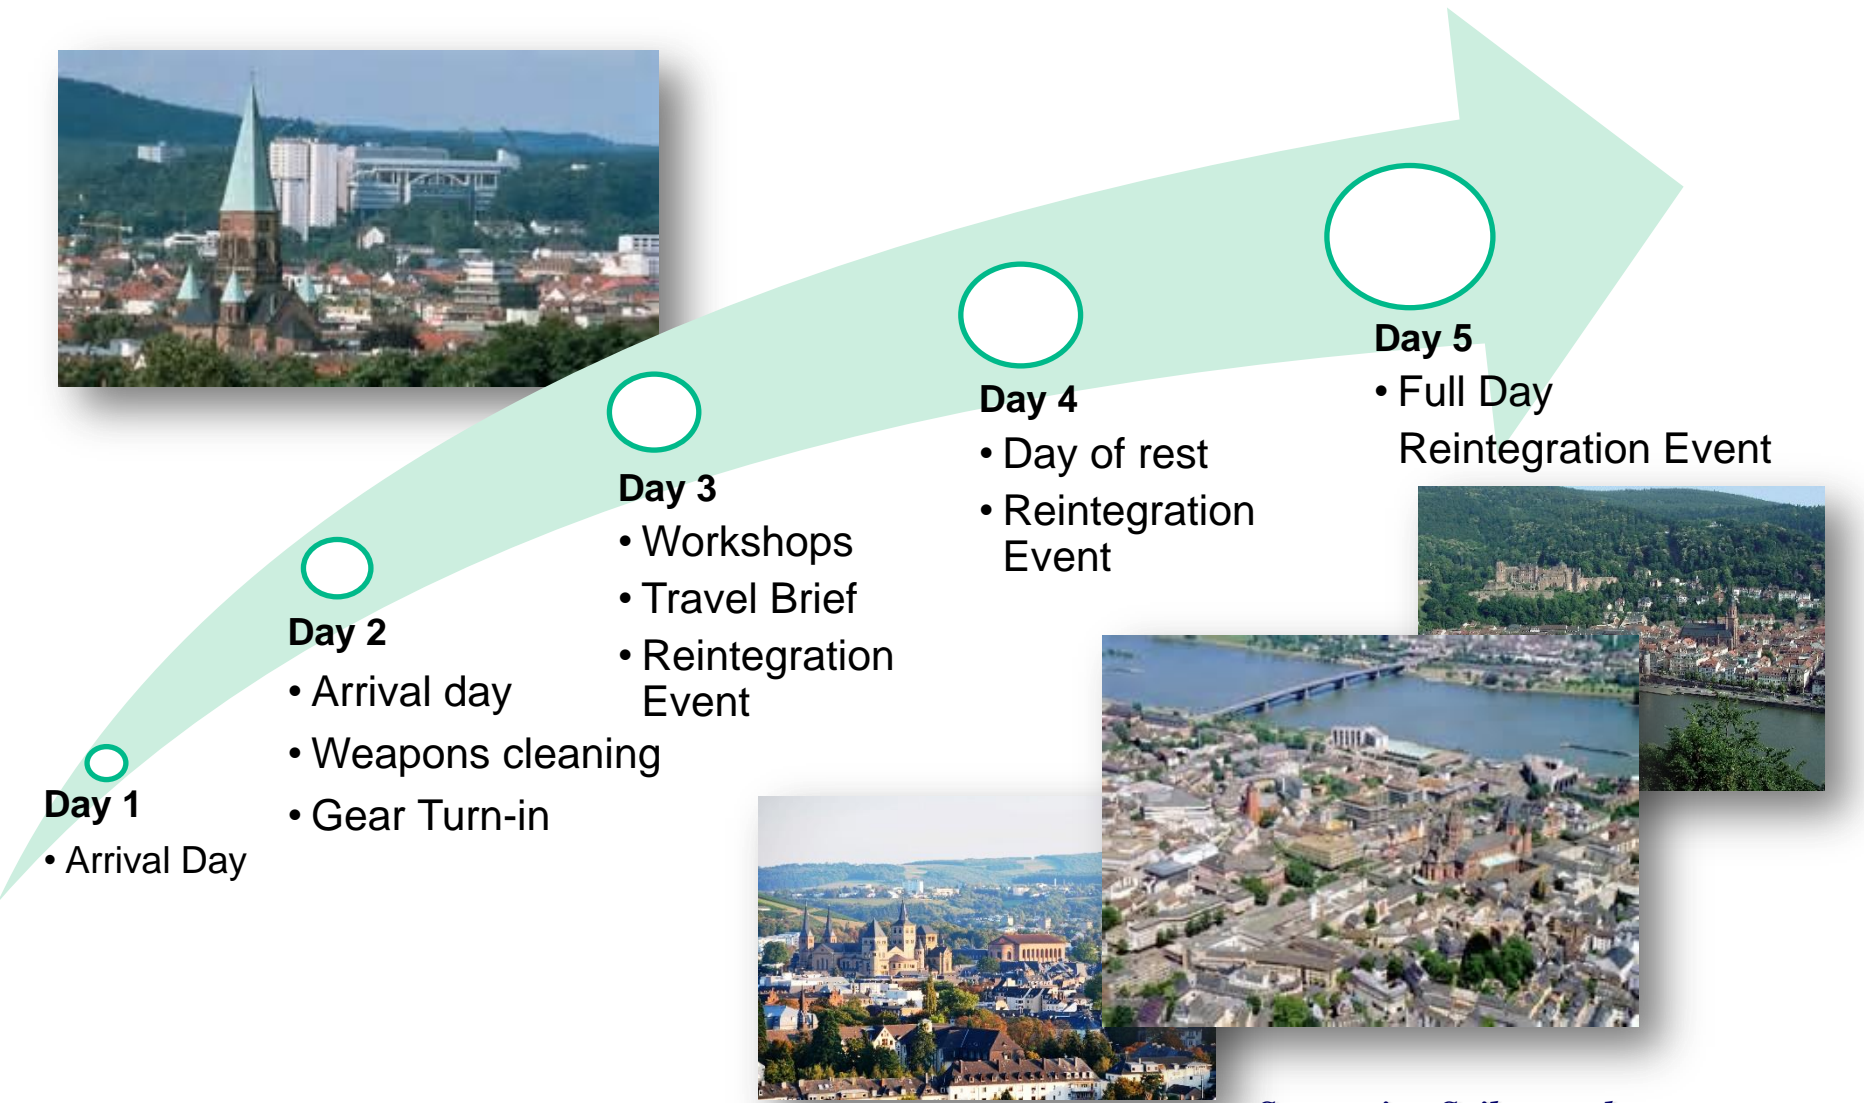 Day 1
• Arrival Day
Day 2
• Arrival day
• Weapons cleaning
• Gear Turn-in
Day 3
• Workshops
• Travel Brief
• Reintegration
Event
Day 4
• Day of rest
• Reintegration
Event
Day 5
• Full Day
Reintegration Event